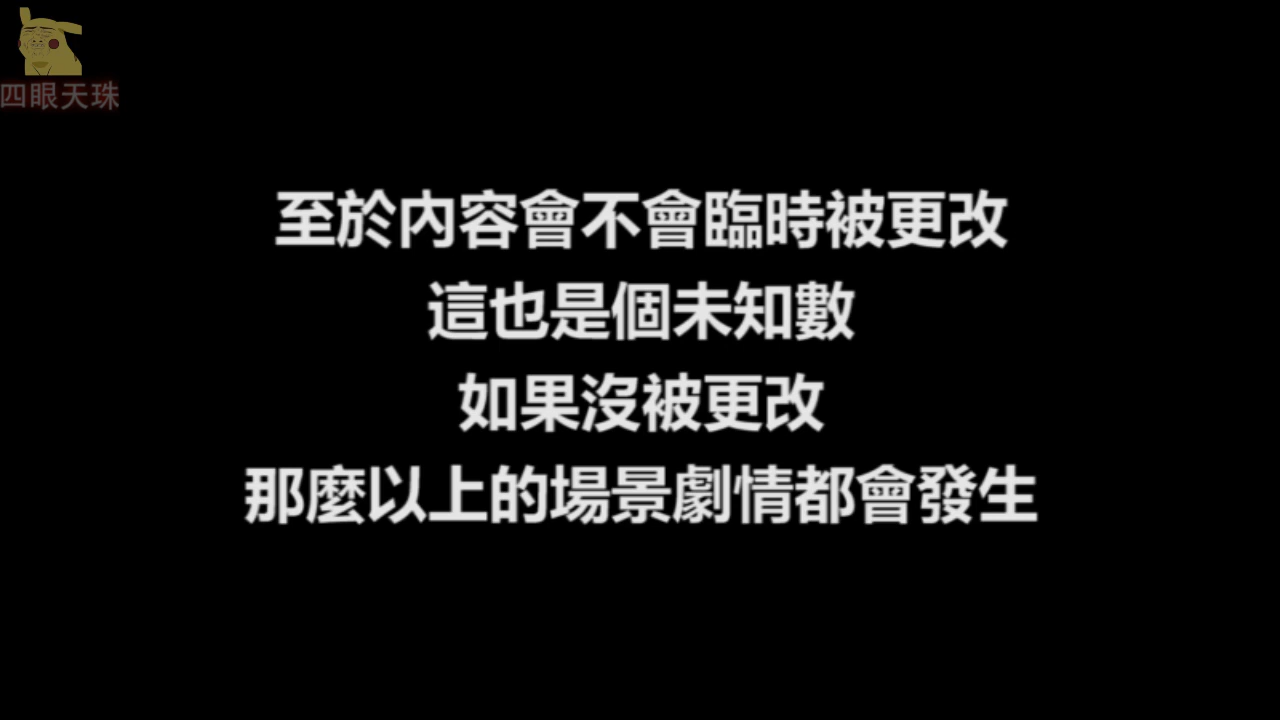 四眼天珠
至於內容會不會臨時被更改
這也是個未知數
如果沒被更改
那麼以上的場景劇情都會發生